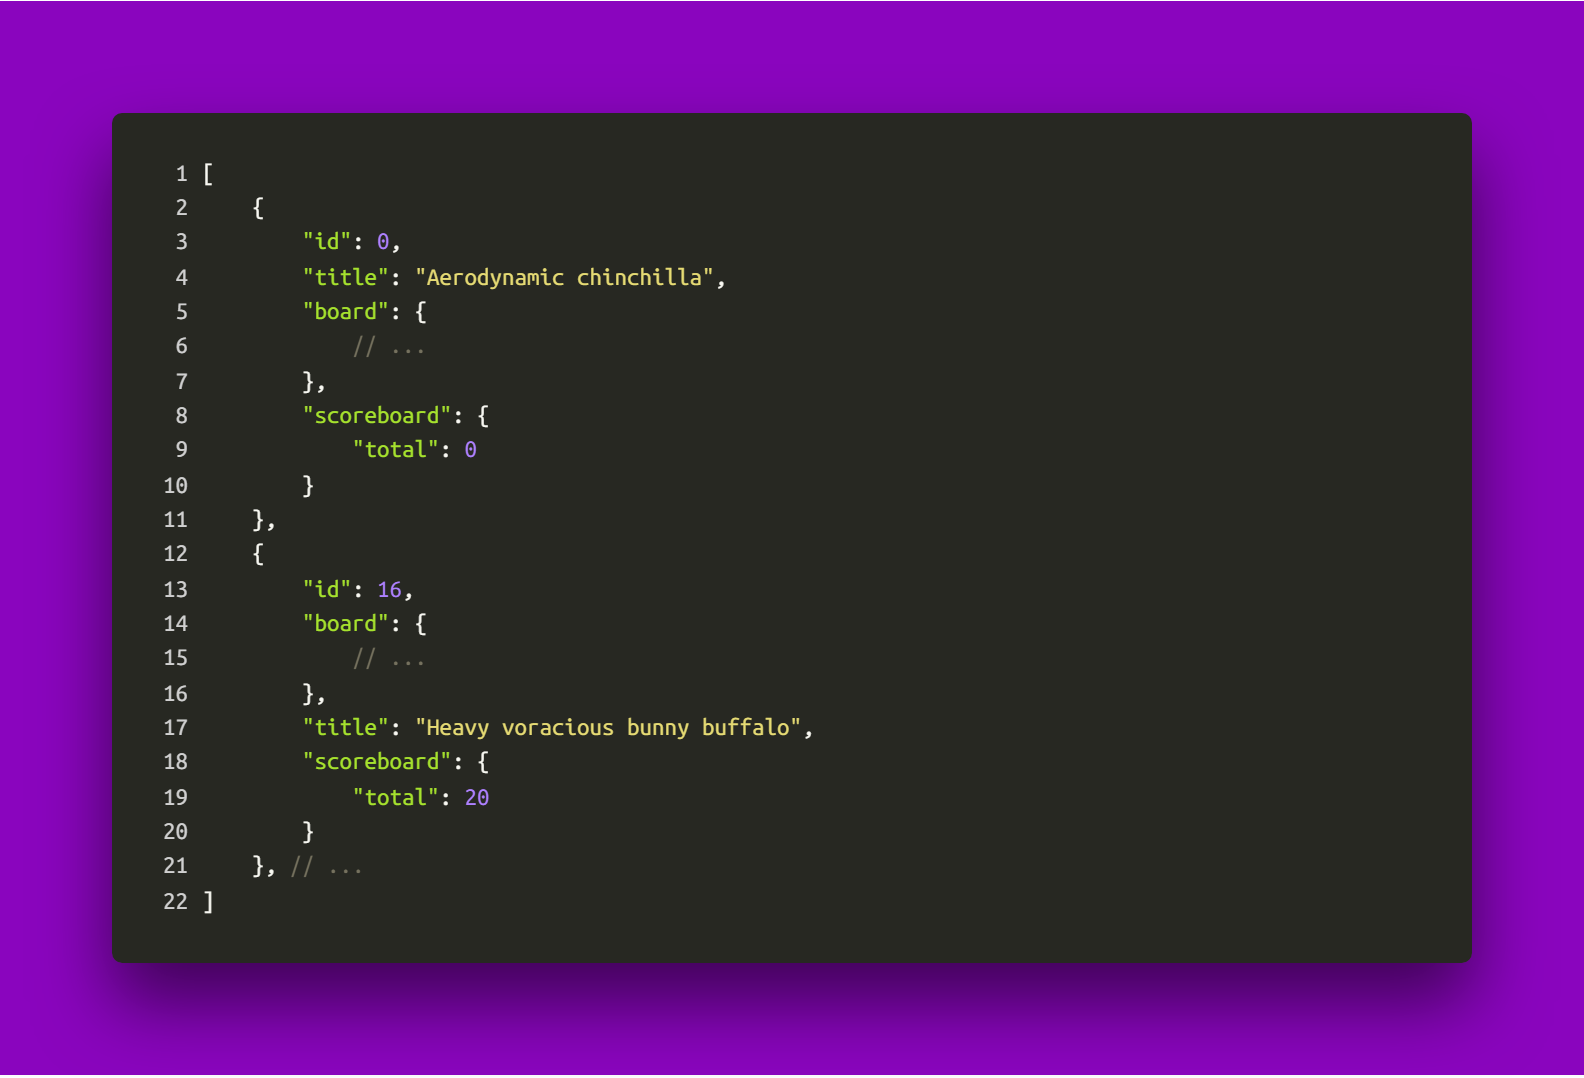 1 [
2     {
3         "id": 0,
4         "title": "Aerodynamic chinchilla",
5         "board": {
6             // ...
7         },
8         "scoreboard": {
9             "total": 0
10         }
11     },
12     {
13         "id": 16,
14         "board": {
15             // ...
16         },
17         "title": "Heavy voracious bunny buffalo",
18         "scoreboard": {
19             "total": 20
20         }
21     }, // ...
22 ]